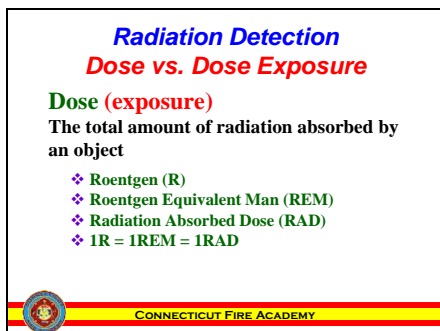 Radiation Detection
Dose vs. Dose Exposure
Dose (exposure)
The total amount of radiation absorbed by
an object
❖ Roentgen (R)
❖ Roentgen Equivalent Man (REM)
❖ Radiation Absorbed Dose (RAD)
❖ 1R = 1REM = 1RAD
CONNECTICUT FIRE ACADEMY